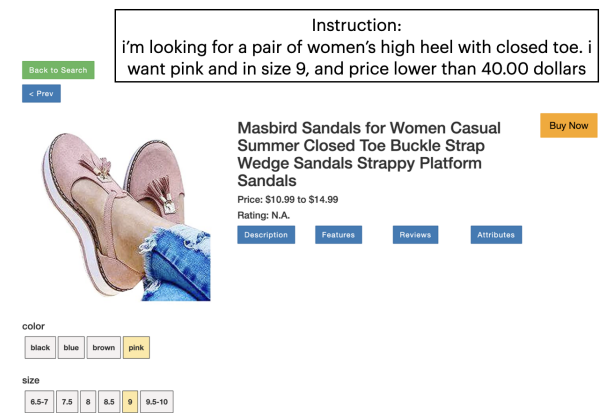 Instruction:
i'm looking for a pair of women's high heel with closed toe. i
want pink and in size 9, and price lower than 40.00 dollars
Back to Search
< Prev
Masbird Sandals for Women Casual
Summer Closed Toe Buckle Strap
Wedge Sandals Strappy Platform
Sandals
Buy Now
Price: $10.99 to $14.99
Rating: N.A.
Description Features Reviews Attributes
color
black blue brown pink
size
6.5-7 7.5 8 8.5 9 9.5-10